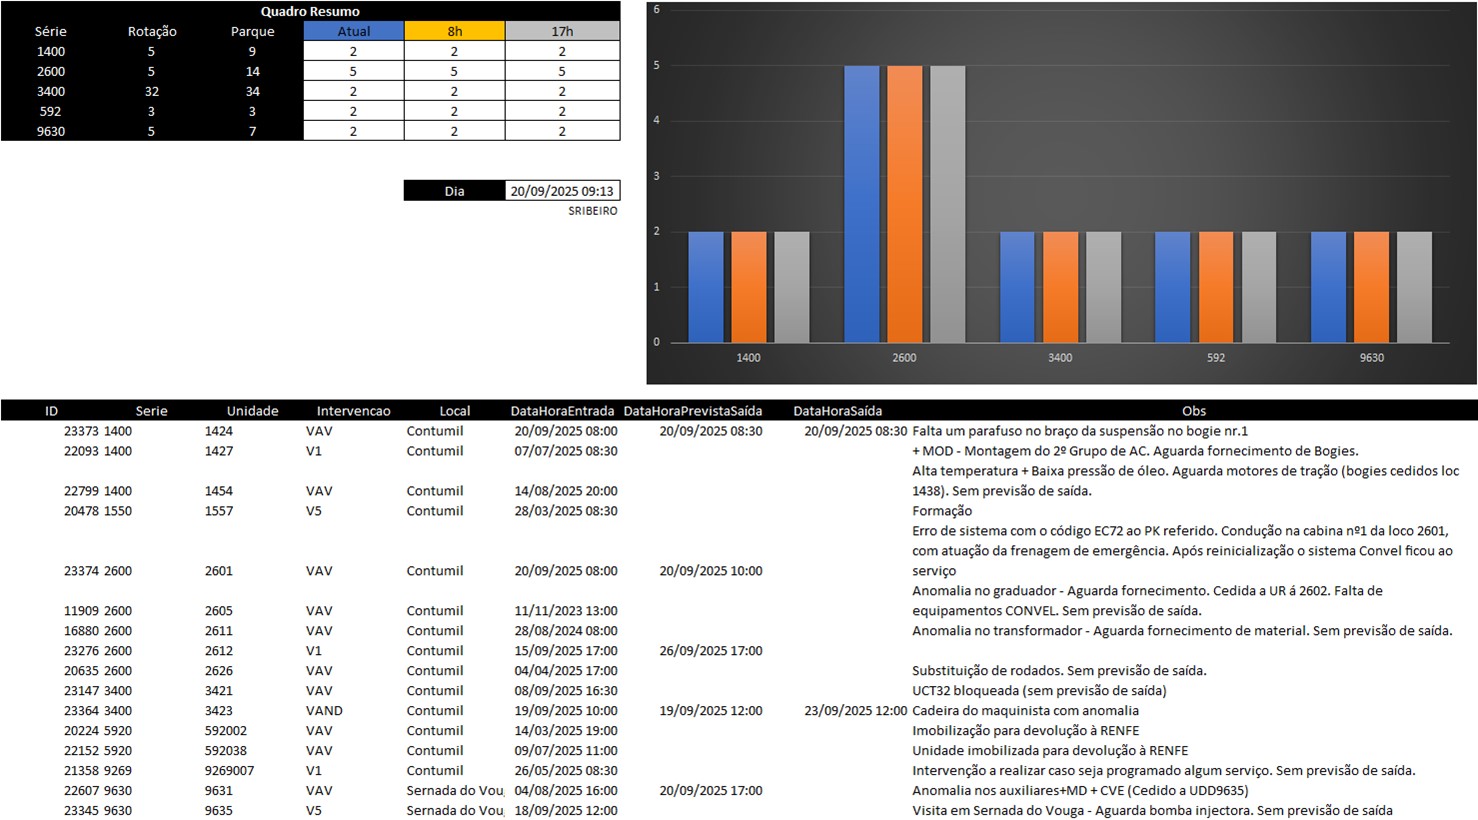 Quadro Resumo
Série Rotação Parque Atual 8h 17h
1400 5 9 2 2 2
2600 5 14 5 5 5
3400 32 34 2 2 2
592 3 3 2 2 2
9630 5 7 2 2 2
Dia 20/09/2025 09:13
SRIBEIRO
6
5
4
3
2
1
0
1400 2600 3400 592 9630
ID Serie Unidade Intervencao Local DataHoraEntrada DataHoraPrevistaSaída DataHoraSaída Obs
23373 1400 1424 VAV Contumil 20/09/2025 08:00 20/09/2025 08:30 20/09/2025 08:30 Falta um parafuso no braço da suspensão no bogie nr.1
22093 1400 1427 V1 Contumil 07/07/2025 08:30 + MOD - Montagem do 2º Grupo de AC. Aguarda fornecimento de Bogies.
Alta temperatura + Baixa pressão de óleo. Aguarda motores de tração (bogies cedidos loc
22799 1400 1454 VAV Contumil 14/08/2025 20:00 1438). Sem previsão de saída.
20478 1550 1557 V5 Contumil 28/03/2025 08:30 Formação
Erro de sistema com o código EC72 ao PK referido. Condução na cabina nº1 da loco 2601,
com atuação da frenagem de emergência. Após reinicialização o sistema Convel ficou ao
23374 2600 2601 VAV Contumil 20/09/2025 08:00 20/09/2025 10:00 serviço
Anomalia no graduador - Aguarda fornecimento. Cedida a UR á 2602. Falta de
11909 2600 2605 VAV Contumil 11/11/2023 13:00 equipamentos CONVEL. Sem previsão de saída.
16880 2600 2611 VAV Contumil 28/08/2024 08:00 Anomalia no transformador - Aguarda fornecimento de material. Sem previsão de saída.
23276 2600 2612 V1 Contumil 15/09/2025 17:00 26/09/2025 17:00
20635 2600 2626 VAV Contumil 04/04/2025 17:00 Substituição de rodados. Sem previsão de saída.
23147 3400 3421 VAV Contumil 08/09/2025 16:30 UCT32 bloqueada (sem previsão de saída)
23364 3400 3423 VAND Contumil 19/09/2025 10:00 19/09/2025 12:00 23/09/2025 12:00 Cadeira do maquinista com anomalia
20224 5920 592002 VAV Contumil 14/03/2025 19:00 Imobilização para devolução à RENFE
22152 5920 592038 VAV Contumil 09/07/2025 11:00 Unidade imobilizada para devolução à RENFE
21358 9269 9269007 V1 Contumil 26/05/2025 08:30 Intervenção a realizar caso seja programado algum serviço. Sem previsão de saída.
22607 9630 9631 VAV Sernada do Voug 04/08/2025 16:00 20/09/2025 17:00 Anomalia nos auxiliares+MD + CVE (Cedido a UDD9635)
23345 9630 9635 V5 Sernada do Voug 18/09/2025 12:00 Visita em Sernada do Vouga - Aguarda bomba injectora. Sem previsão de saída